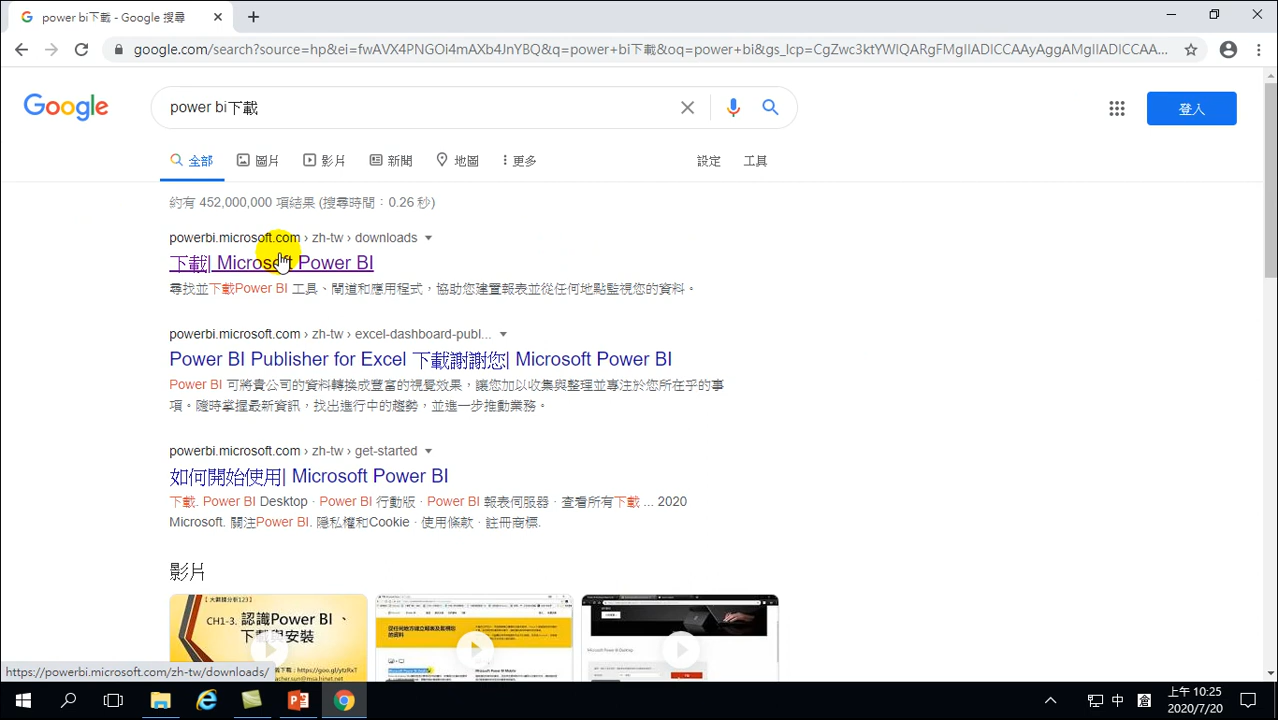 power bi下載 - Google 搜尋
google.com/search?source=hp&ei=fwAVX4PNGOi4mAXb4JnYBQ&q=power+bi下載&oq=power+bi&gs_lcp=CgZwc3ktYWIQARgFMgIIADICCAAyAggAMgIIADICCAAyAggAMgIIADICCAA...
Google
power bi下載
登入
全部 圖片 影片 新聞 地圖 更多 設定 工具
約有 452,000,000 項結果 (搜尋時間：0.26 秒)
powerbi.microsoft.com › zh-tw › downloads
下載| Microsoft Power BI
尋找並下載Power BI 工具、閘道和應用程式，協助您建置報表並從任何地點監視您的資料。
powerbi.microsoft.com › zh-tw › excel-dashboard-publ...
Power BI Publisher for Excel 下載謝謝您| Microsoft Power BI
Power BI 可將貴公司的資料轉換成豐富的視覺效果，讓您加以收集與整理並專注於您所在乎的事
項。隨時掌握最新資訊，找出進行中的趨勢，並進一步推動業務。
powerbi.microsoft.com › zh-tw › get-started
如何開始使用| Microsoft Power BI
下載. Power BI Desktop · Power BI 行動版 · Power BI 報表伺服器 · 查看所有下載 ... 2020
Microsoft. 關注Power BI. 隱私權和Cookie · 使用條款 · 註冊商標.
影片
【大數據分析123】
CH1-3. 認識Power BI 、
https://powerbi.microsoft.com/zh-tw/downloads/
中
上午 10:25
2020/7/20